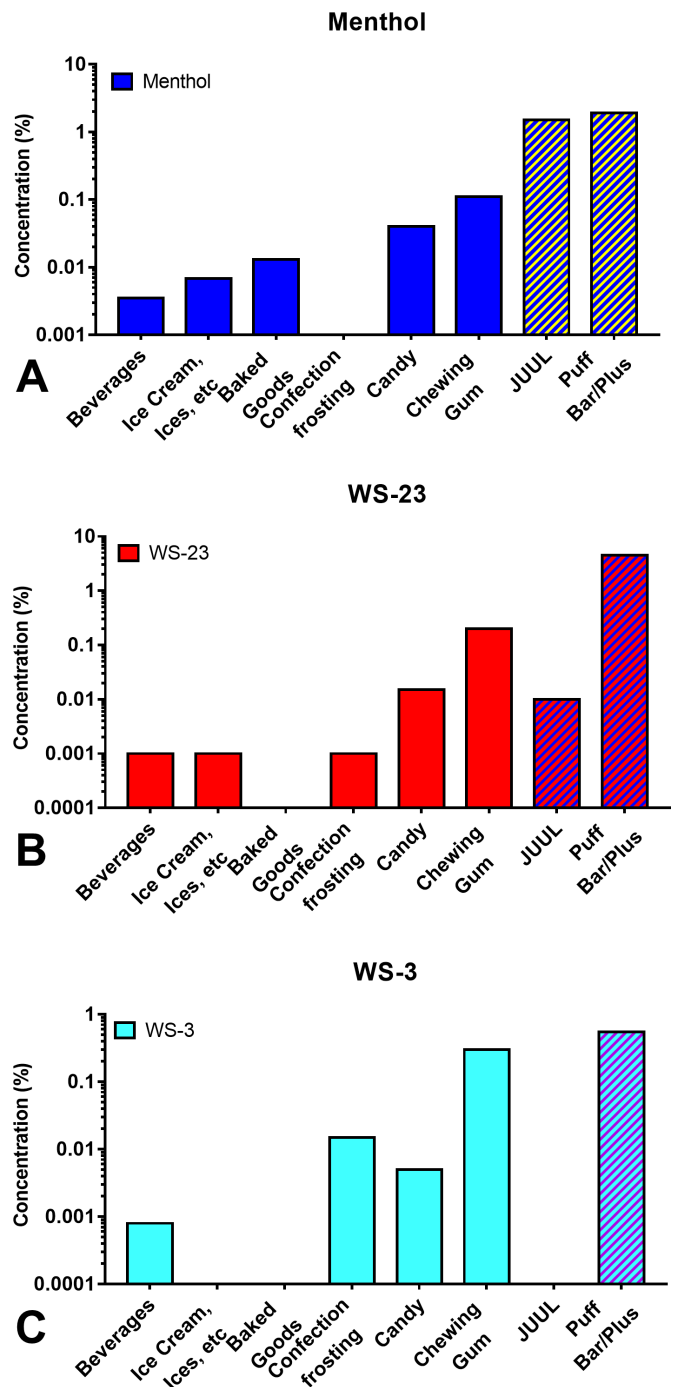 Menthol
10
1
0.1
0.01
0.001
Concentration (%)
Menthol
Beverages
Ice Cream,
Ices, etc
Baked
Goods
Confection
frosting
Candy
Chewing
Gum
JUUL
Puff
Bar/Plus
A
WS-23
10
1
0.1
0.01
0.001
0.0001
Concentration (%)
WS-23
Beverages
Ice Cream,
Ices, etc
Baked
Goods
Confection
frosting
Candy
Chewing
Gum
JUUL
Puff
Bar/Plus
B
WS-3
1
0.1
0.01
0.001
0.0001
Concentration (%)
WS-3
Beverages
Ice Cream,
Ices, etc
Baked
Goods
Confection
frosting
Candy
Chewing
Gum
JUUL
Puff
Bar/Plus
C